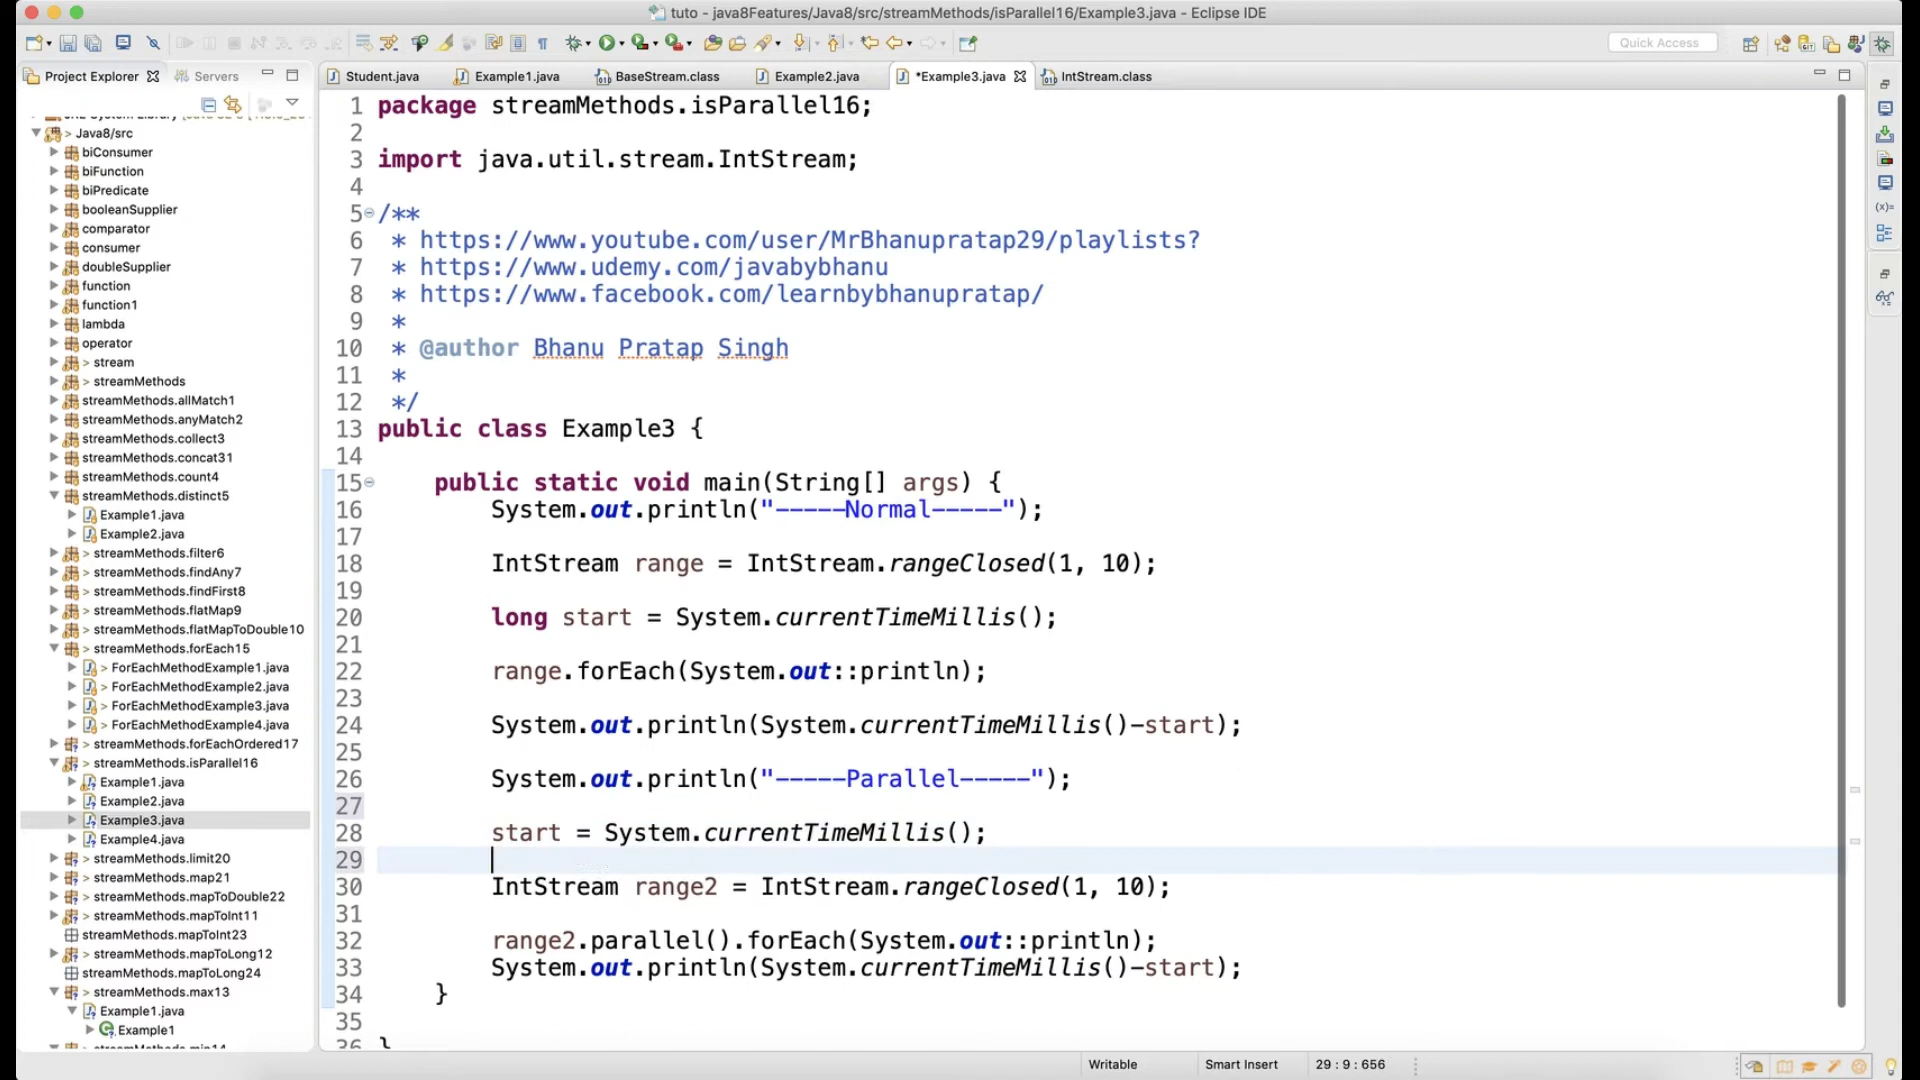 tuto - java8Features/Java8/src/streamMethods/isParallel16/Example3.java - Eclipse IDE
Quick Access
Project Explorer
Servers
Student.java
Example1.java
BaseStream.class
Example2.java
*Example3.java
IntStream.class
> Java8/src
biConsumer
biFunction
biPredicate
booleanSupplier
comparator
consumer
doubleSupplier
function
function1
lambda
operator
> stream
> streamMethods
streamMethods.allMatch1
streamMethods.anyMatch2
streamMethods.collect3
streamMethods.concat31
streamMethods.count4
streamMethods.distinct5
Example1.java
Example2.java
> streamMethods.filter6
> streamMethods.findAny7
> streamMethods.findFirst8
> streamMethods.flatMap9
> streamMethods.flatMapToDouble10
> streamMethods.forEach15
> ForEachMethodExample1.java
> ForEachMethodExample2.java
> ForEachMethodExample3.java
> ForEachMethodExample4.java
> streamMethods.forEachOrdered17
> streamMethods.isParallel16
Example1.java
Example2.java
Example3.java
Example4.java
> streamMethods.limit20
> streamMethods.map21
> streamMethods.mapToDouble22
> streamMethods.mapToInt11
streamMethods.mapToInt23
> streamMethods.mapToLong12
streamMethods.mapToLong24
> streamMethods.max13
Example1.java
Example1
1 package streamMethods.isParallel16;
2
3 import java.util.stream.IntStream;
4
5 /**
6 * https://www.youtube.com/user/MrBhanupratap29/playlists?
7 * https://www.udemy.com/javabybhanu
8 * https://www.facebook.com/learnbybhanupratap/
9 *
10 * @author Bhanu Pratap Singh
11 *
12 */
13 public class Example3 {
14
15 public static void main(String[] args) {
16 System.out.println("-----Normal-----");
17
18 IntStream range = IntStream.rangeClosed(1, 10);
19
20 long start = System.currentTimeMillis();
21
22 range.forEach(System.out::println);
23
24 System.out.println(System.currentTimeMillis()-start);
25
26 System.out.println("-----Parallel-----");
27
28 start = System.currentTimeMillis();
29
30 IntStream range2 = IntStream.rangeClosed(1, 10);
31
32 range2.parallel().forEach(System.out::println);
33 System.out.println(System.currentTimeMillis()-start);
34 }
35
36 }
(x)=
Writable
Smart Insert
29 : 9 : 656